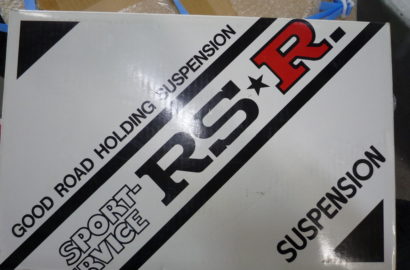 GOOD ROAD HOLDING SUSPENSION
RS★R.
SPORT-
RVICE
SUSPENSION